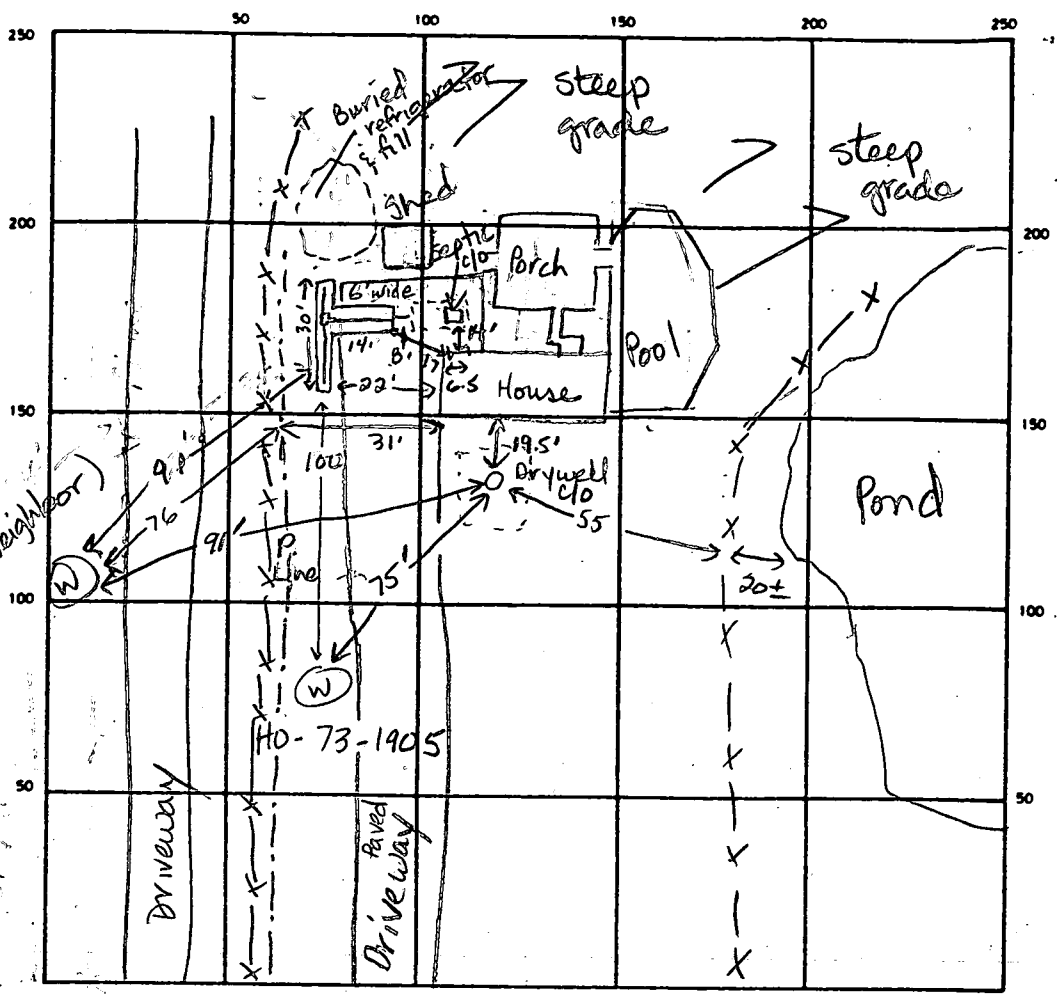 50 100 150 200 250
250
Buried
refrigerator
& fill
steep
grade
steep
grade
200
200
shed
septic
c/o
Porch
6' wide
30'
14'
8'
17'
14'
22'
6.5
House
Pool
150
150
31'
19.5'
Drywell
c/o
100
91'
76
91'
55
Pond
W
P
Line
75'
20±
100
100
W
HO-73-1905
50
50
Driveway
Paved
Driveway